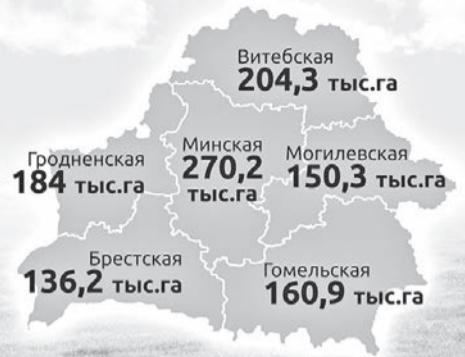 Витебская
204,3 тыс.га
Гродненская
184 тыс.га
Минская
270,2
тыс.га
Могилевская
150,3 тыс.га
Брестская
136,2 тыс.га
Гомельская
160,9 тыс.га